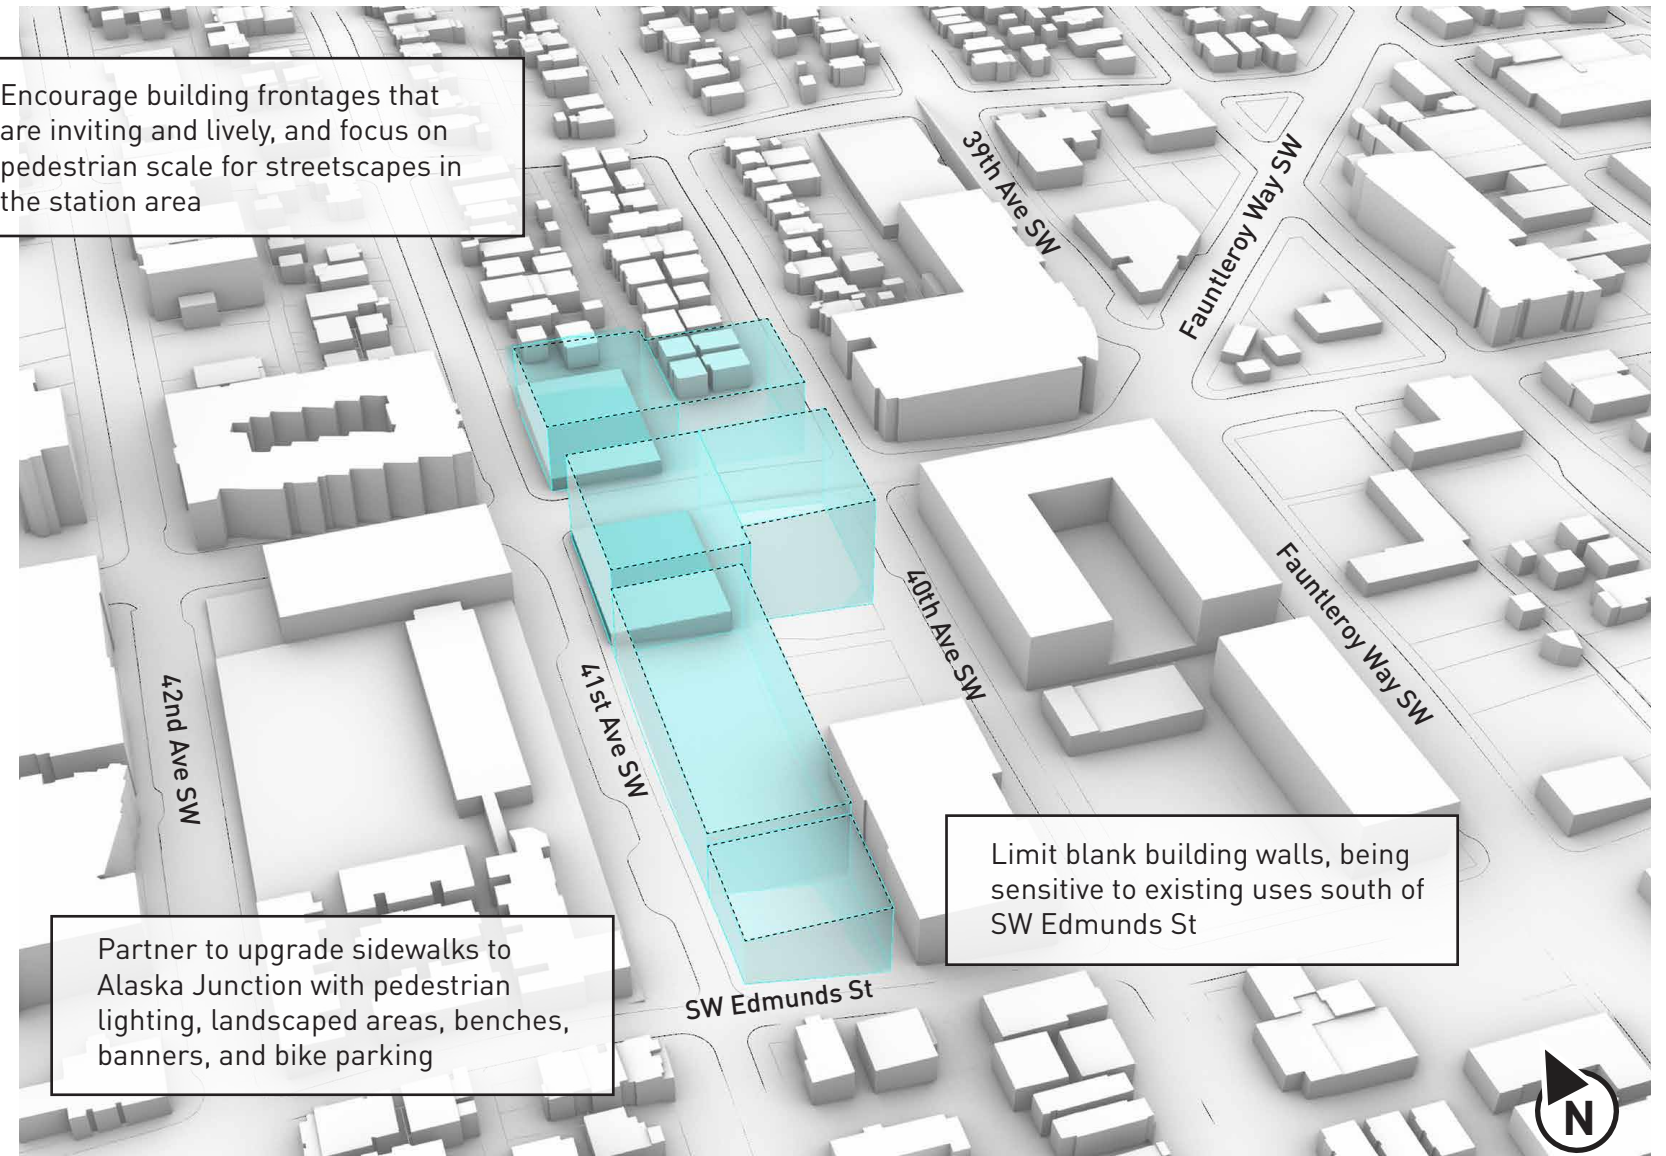 Encourage building frontages that
are inviting and lively, and focus on
pedestrian scale for streetscapes in
the station area
39th Ave SW
Fauntleroy Way SW
40th Ave SW
Fauntleroy Way SW
41st Ave SW
42nd Ave SW
Limit blank building walls, being
sensitive to existing uses south of
SW Edmunds St
Partner to upgrade sidewalks to
Alaska Junction with pedestrian
lighting, landscaped areas, benches,
banners, and bike parking
SW Edmunds St
N